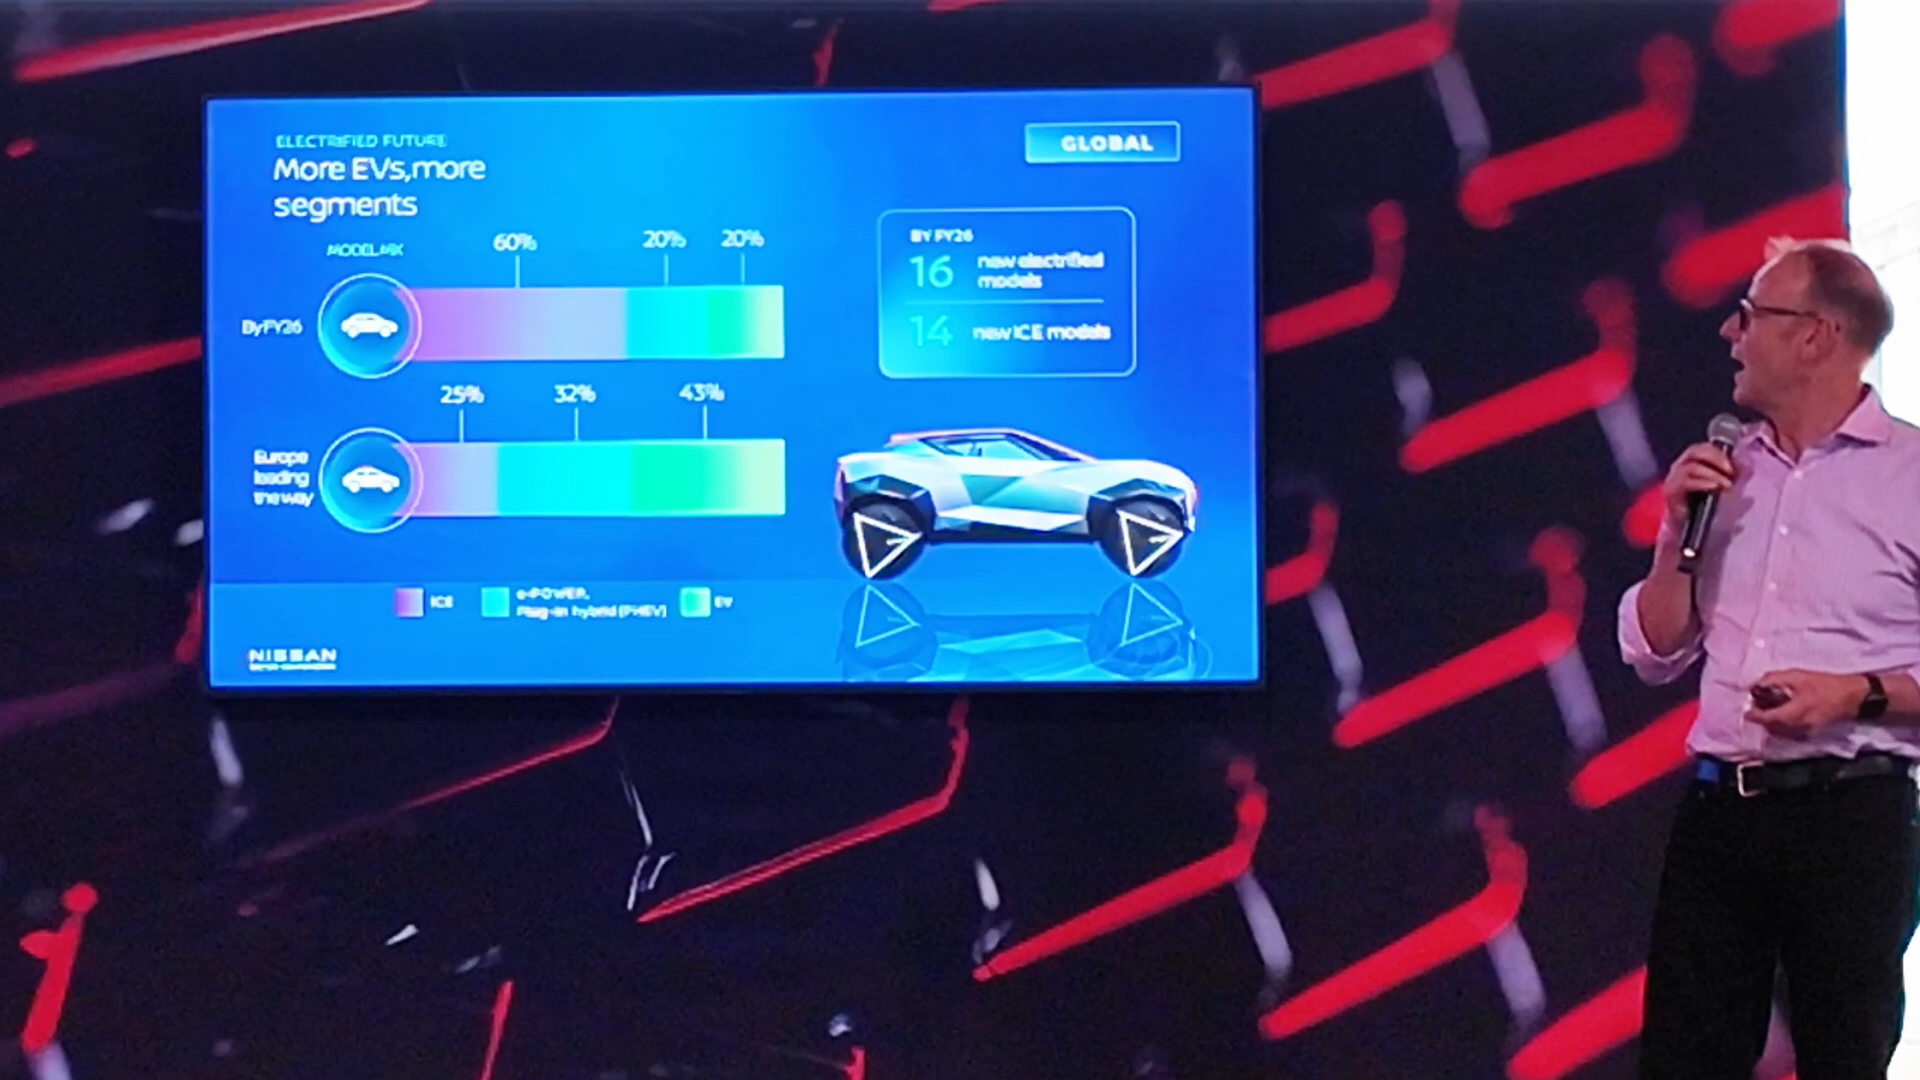 ELECTRIFIED FUTURE
More EVs, more
segments
GLOBAL
MODEL MIX
60%
20%
20%
By FY26
BY FY26
16 new electrified
models
14 new ICE models
25%
32%
43%
Europe
leading
the way
ICE
e-POWER,
Plug-in hybrid (PHEV)
EV
NISSAN